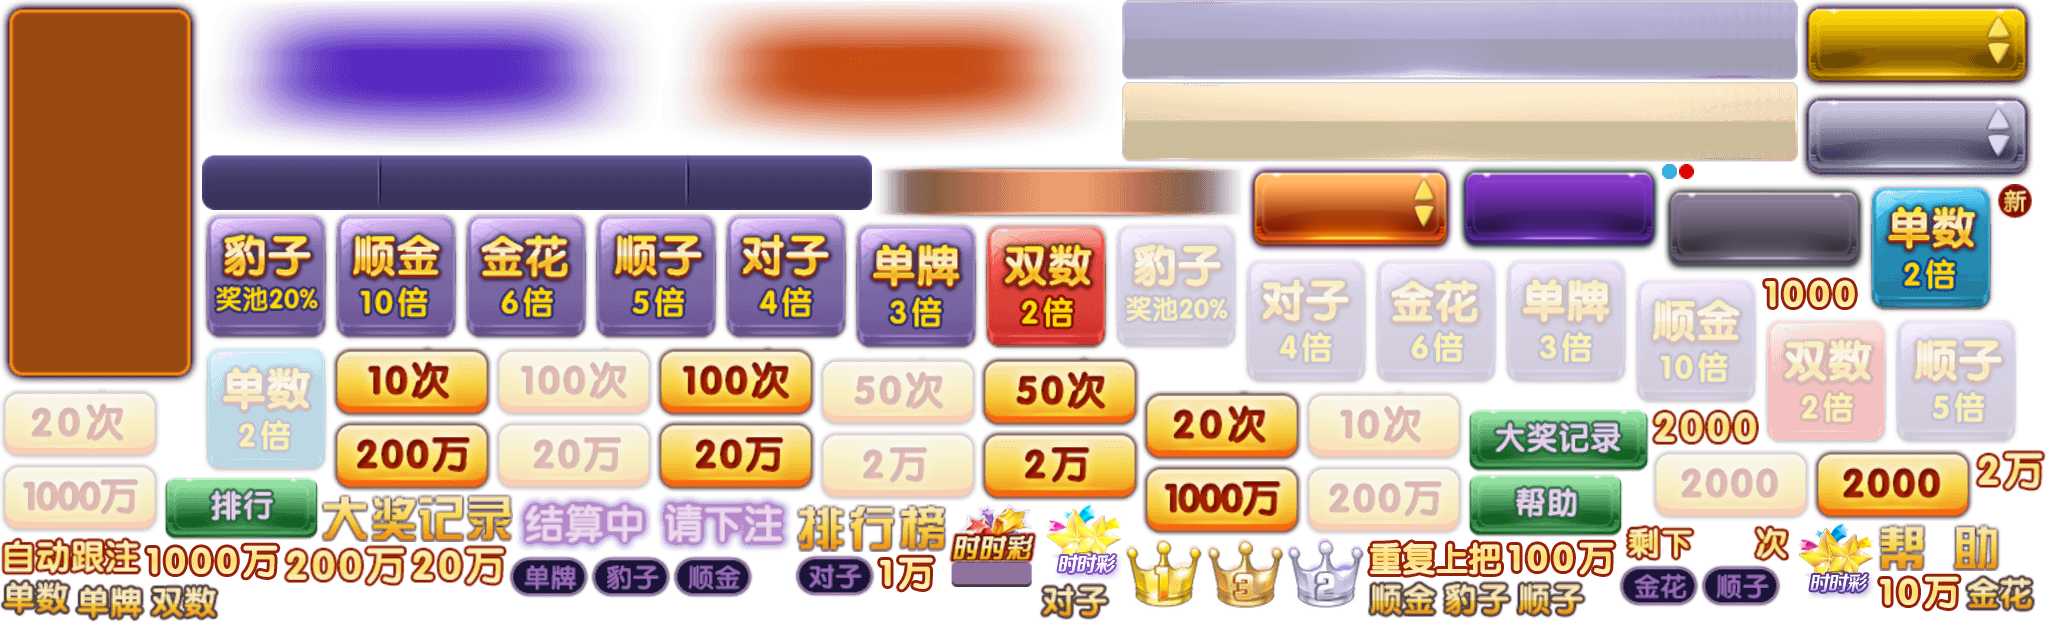 新
豹子
奖池20%
顺金
10倍
金花
6倍
顺子
5倍
对子
4倍
单牌
3倍
双数
2倍
豹子
奖池20%
对子
4倍
金花
6倍
单牌
3倍
顺金
10倍
1000
单数
2倍
双数
2倍
顺子
5倍
单数
2倍
10次
100次
100次
50次
50次
20次
10次
大奖记录
2000
20次
200万
20万
20万
2万
2万
1000万
200万
帮助
2000
2000
2万
1000万
排行
大奖记录
结算中
请下注
排行榜
时时彩
时时彩
1
3
2
重复上把
100万
剩下 次
时时彩
帮 助
自动跟注
1000万
200万
20万
单牌
豹子
顺金
对子
1万
金花
顺子
10万
金花
单数
单牌
双数
对子
顺金
豹子
顺子